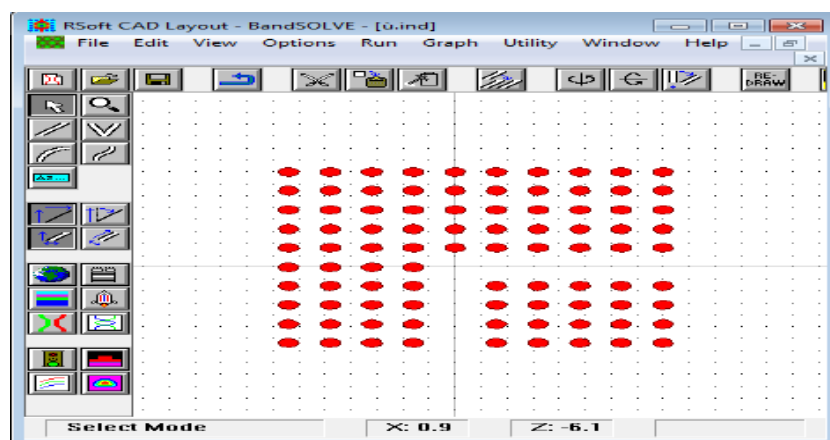 RSoft CAD Layout - BandSOLVE - [ù.ind]
File Edit View Options Run Graph Utility Window Help
RE-
DRAW
Select Mode X: 0.9 Z: -6.1